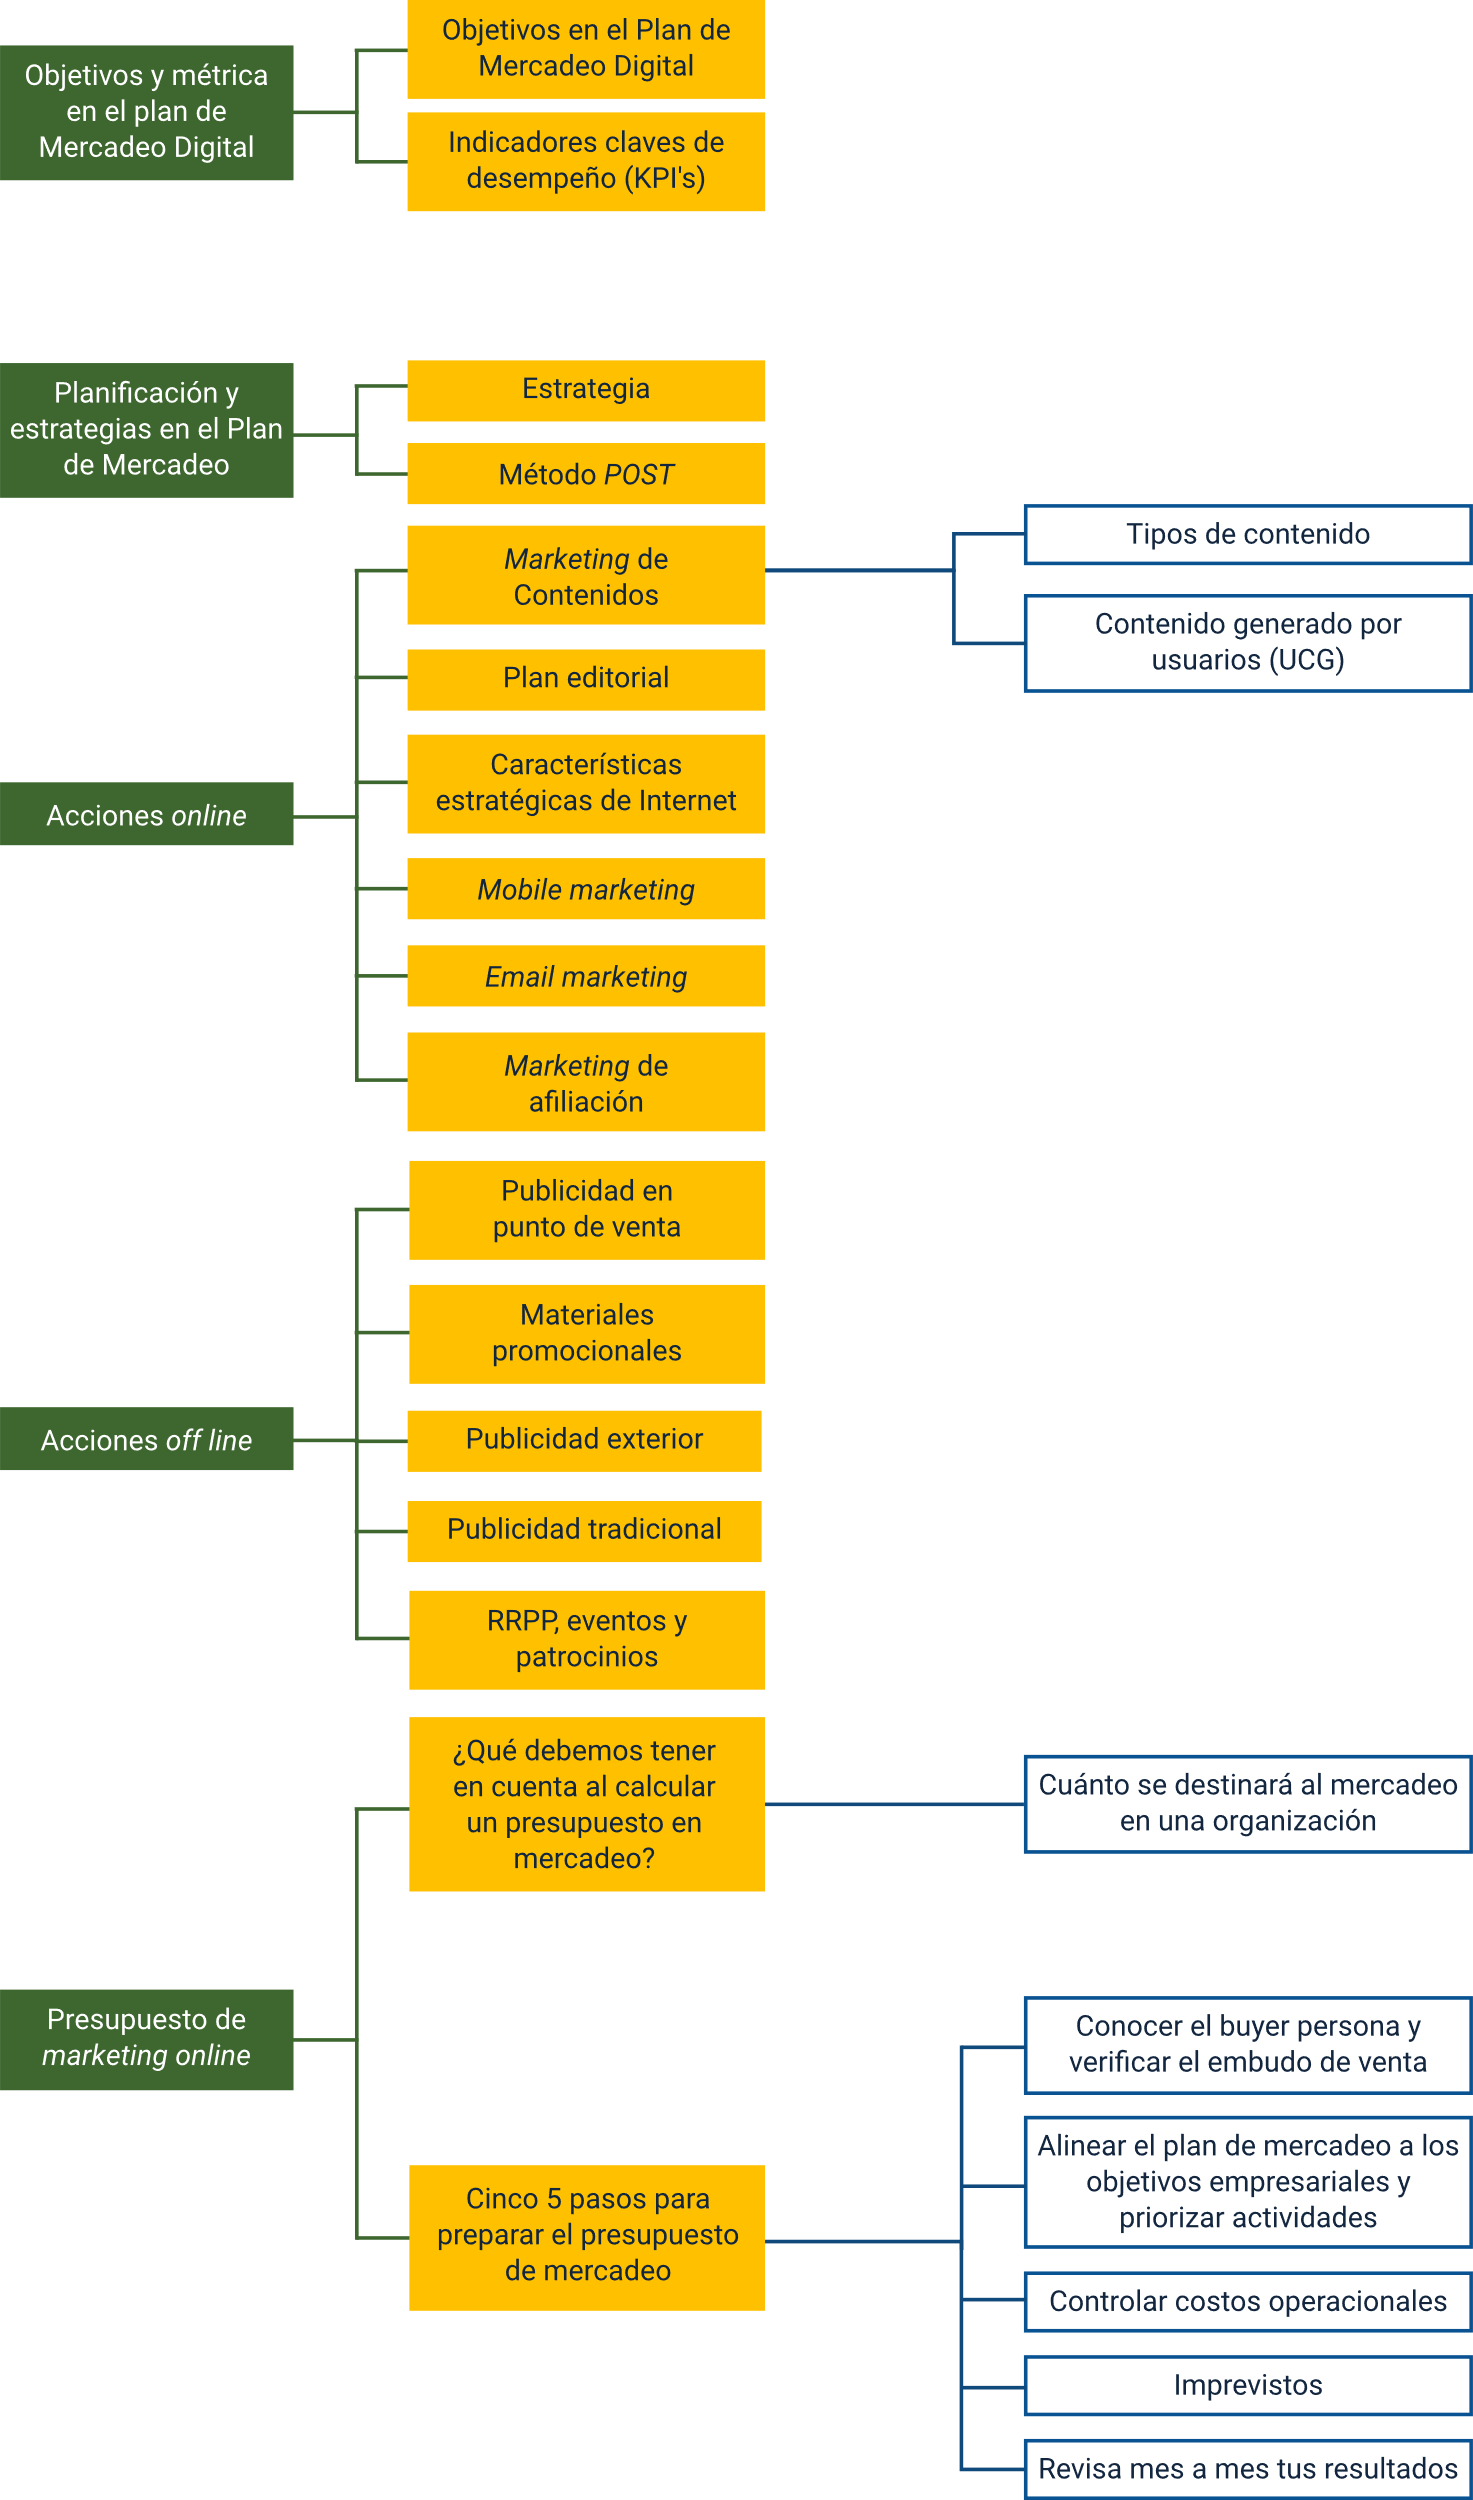 Objetivos y métrica
en el plan de
Mercadeo Digital
Objetivos en el Plan de
Mercadeo Digital
Indicadores claves de
desempeño (KPI's)
Planificación y
estrategias en el Plan
de Mercadeo
Estrategia
Método POST
Acciones online
Marketing de
Contenidos
Tipos de contenido
Contenido generado por
usuarios (UCG)
Plan editorial
Características
estratégicas de Internet
Mobile marketing
Email marketing
Marketing de
afiliación
Acciones off line
Publicidad en
punto de venta
Materiales
promocionales
Publicidad exterior
Publicidad tradicional
RRPP, eventos y
patrocinios
Presupuesto de
marketing online
¿Qué debemos tener
en cuenta al calcular
un presupuesto en
mercadeo?
Cuánto se destinará al mercadeo
en una organización
Cinco 5 pasos para
preparar el presupuesto
de mercadeo
Conocer el buyer persona y
verificar el embudo de venta
Alinear el plan de mercadeo a los
objetivos empresariales y
priorizar actividades
Controlar costos operacionales
Imprevistos
Revisa mes a mes tus resultados